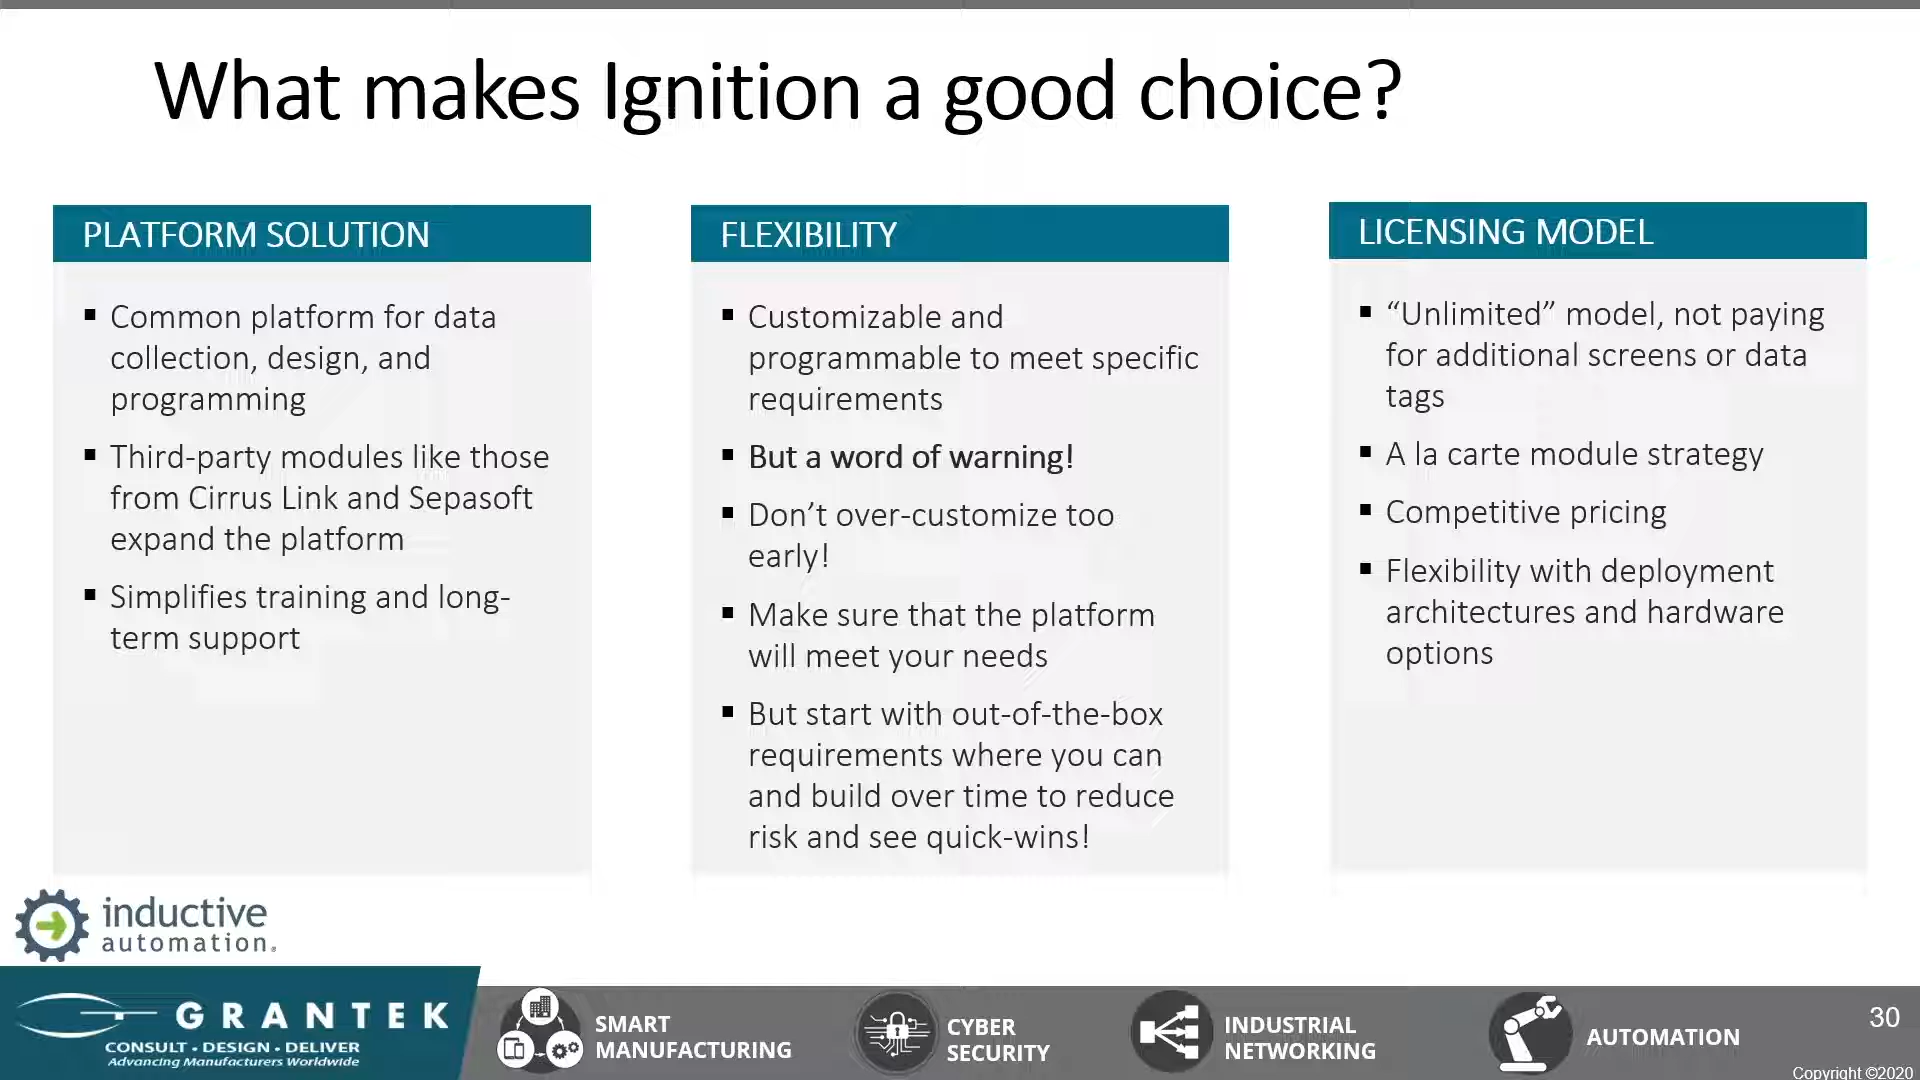 What makes Ignition a good choice?
PLATFORM SOLUTION
▪ Common platform for data
collection, design, and
programming
▪ Third-party modules like those
from Cirrus Link and Sepasoft
expand the platform
▪ Simplifies training and long-
term support
FLEXIBILITY
▪ Customizable and
programmable to meet specific
requirements
▪ But a word of warning!
▪ Don’t over-customize too
early!
▪ Make sure that the platform
will meet your needs
▪ But start with out-of-the-box
requirements where you can
and build over time to reduce
risk and see quick-wins!
LICENSING MODEL
▪ “Unlimited” model, not paying
for additional screens or data
tags
▪ A la carte module strategy
▪ Competitive pricing
▪ Flexibility with deployment
architectures and hardware
options
inductive
automation®
GRANTEK
CONSULT • DESIGN • DELIVER
Advancing Manufacturers Worldwide
SMART
MANUFACTURING
CYBER
SECURITY
INDUSTRIAL
NETWORKING
AUTOMATION
30
Copyright ©2020